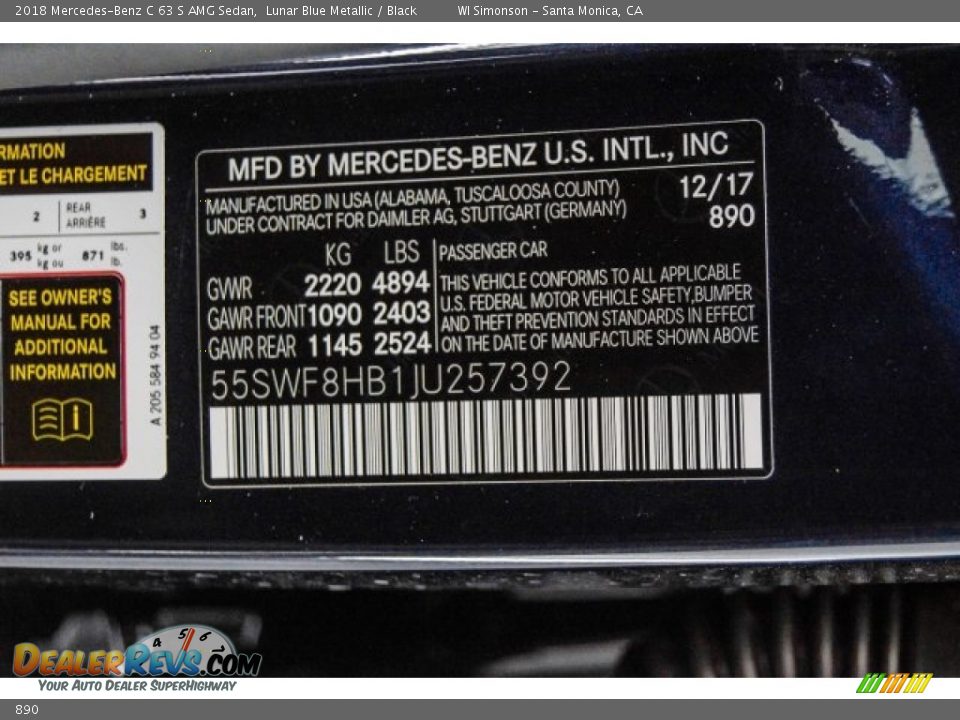 2018 Mercedes-Benz C 63 S AMG Sedan, Lunar Blue Metallic / Black WI Simonson - Santa Monica, CA
RMATION
ET LE CHARGEMENT
2 REAR ARRIÈRE 3
395 kg or kg ou 871 lbs. lb.
SEE OWNER'S
MANUAL FOR
ADDITIONAL
INFORMATION
A 205 584 94 04
MFD BY MERCEDES-BENZ U.S. INTL., INC
MANUFACTURED IN USA (ALABAMA, TUSCALOOSA COUNTY) 12/17
UNDER CONTRACT FOR DAIMLER AG, STUTTGART (GERMANY) 890
KG LBS
GVWR 2220 4894
GAWR FRONT 1090 2403
GAWR REAR 1145 2524
PASSENGER CAR
THIS VEHICLE CONFORMS TO ALL APPLICABLE
U.S. FEDERAL MOTOR VEHICLE SAFETY,BUMPER
AND THEFT PREVENTION STANDARDS IN EFFECT
ON THE DATE OF MANUFACTURE SHOWN ABOVE
55SWF8HB1JU257392
4 5 6 7
DEALERREVS.COM
YOUR AUTO DEALER SUPERHIGHWAY
890